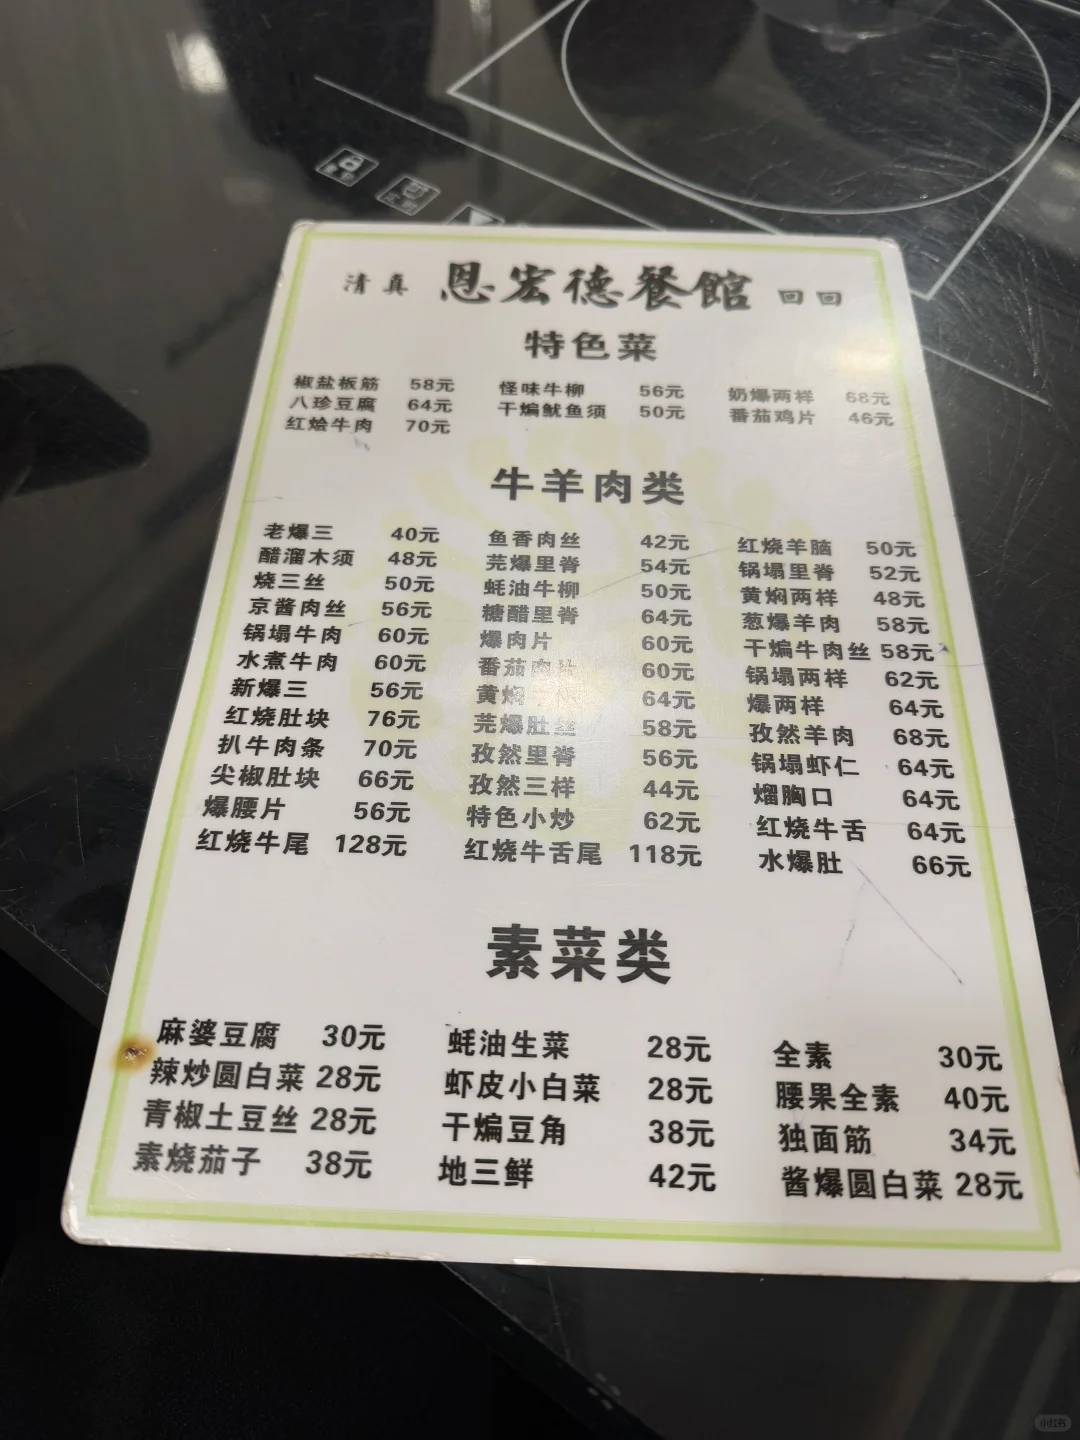 清真 恩宏德餐館 回回
特色菜
椒盐板筋 58元 怪味牛柳 56元 奶爆两样 68元
八珍豆腐 64元 干煸鱿鱼须 50元 番茄鸡片 46元
红烩牛肉 70元
牛羊肉类
老爆三 40元 鱼香肉丝 42元 红烧羊脑 50元
醋溜木须 48元 芫爆里脊 54元 锅塌里脊 52元
烧三丝 50元 蚝油牛柳 50元 黄焖两样 48元
京酱肉丝 56元 糖醋里脊 64元 葱爆羊肉 58元
锅塌牛肉 60元 爆肉片 60元 干煸牛肉丝 58元
水煮牛肉 60元 番茄肉片 60元 锅塌两样 62元
新爆三 56元 黄焖 64元 爆两样 64元
红烧肚块 76元 芫爆肚丝 58元 孜然羊肉 68元
扒牛肉条 70元 孜然里脊 56元 锅塌虾仁 64元
尖椒肚块 66元 孜然三样 44元 熘胸口 64元
爆腰片 56元 特色小炒 62元 红烧牛舌 64元
红烧牛尾 128元 红烧牛舌尾 118元 水爆肚 66元
素菜类
麻婆豆腐 30元 蚝油生菜 28元 全素 30元
辣炒圆白菜 28元 虾皮小白菜 28元 腰果全素 40元
青椒土豆丝 28元 干煸豆角 38元 独面筋 34元
素烧茄子 38元 地三鲜 42元 酱爆圆白菜 28元
小红书